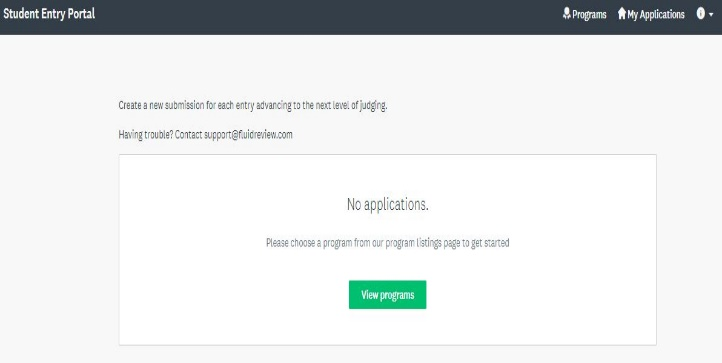 Student Entry Portal
Programs
My Applications
Create a new submission for each entry advancing to the next level of judging.
Having trouble? Contact support@fluidreview.com
No applications.
Please choose a program from our program listings page to get started
View programs